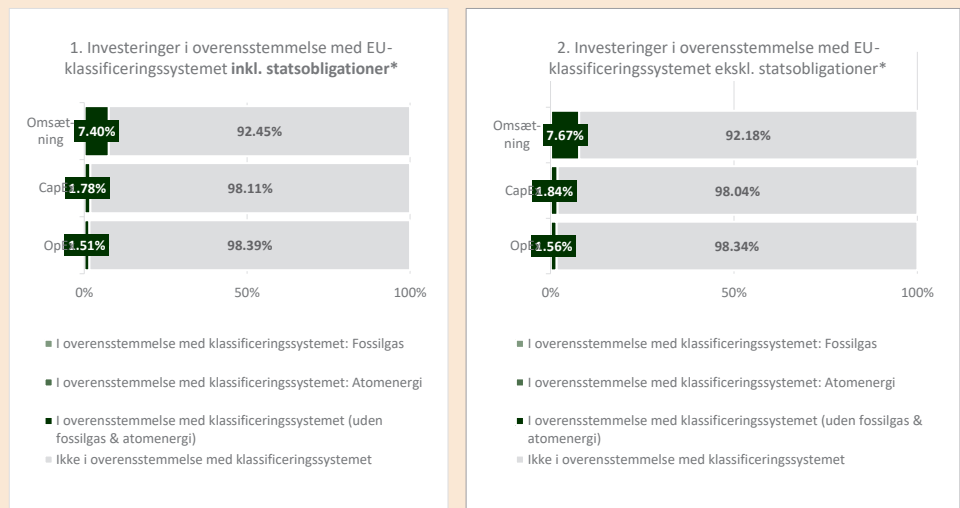 1. Investeringer i overensstemmelse med EU-
klassificeringssystemet inkl. statsobligationer*
Omsæt-
ning
7.40%
92.45%
CapEx
1.78%
98.11%
OpEx
1.51%
98.39%
0%
50%
100%
I overensstemmelse med klassificeringssystemet: Fossilgas
I overensstemmelse med klassificeringssystemet: Atomenergi
I overensstemmelse med klassificeringssystemet (uden
fossilgas & atomenergi)
Ikke i overensstemmelse med klassificeringssystemet
2. Investeringer i overensstemmelse med EU-
klassificeringssystemet ekskl. statsobligationer*
Omsæt-
ning
7.67%
92.18%
CapEx
1.84%
98.04%
OpEx
1.56%
98.34%
0%
50%
100%
I overensstemmelse med klassificeringssystemet: Fossilgas
I overensstemmelse med klassificeringssystemet: Atomenergi
I overensstemmelse med klassificeringssystemet (uden fossilgas &
atomenergi)
Ikke i overensstemmelse med klassificeringssystemet